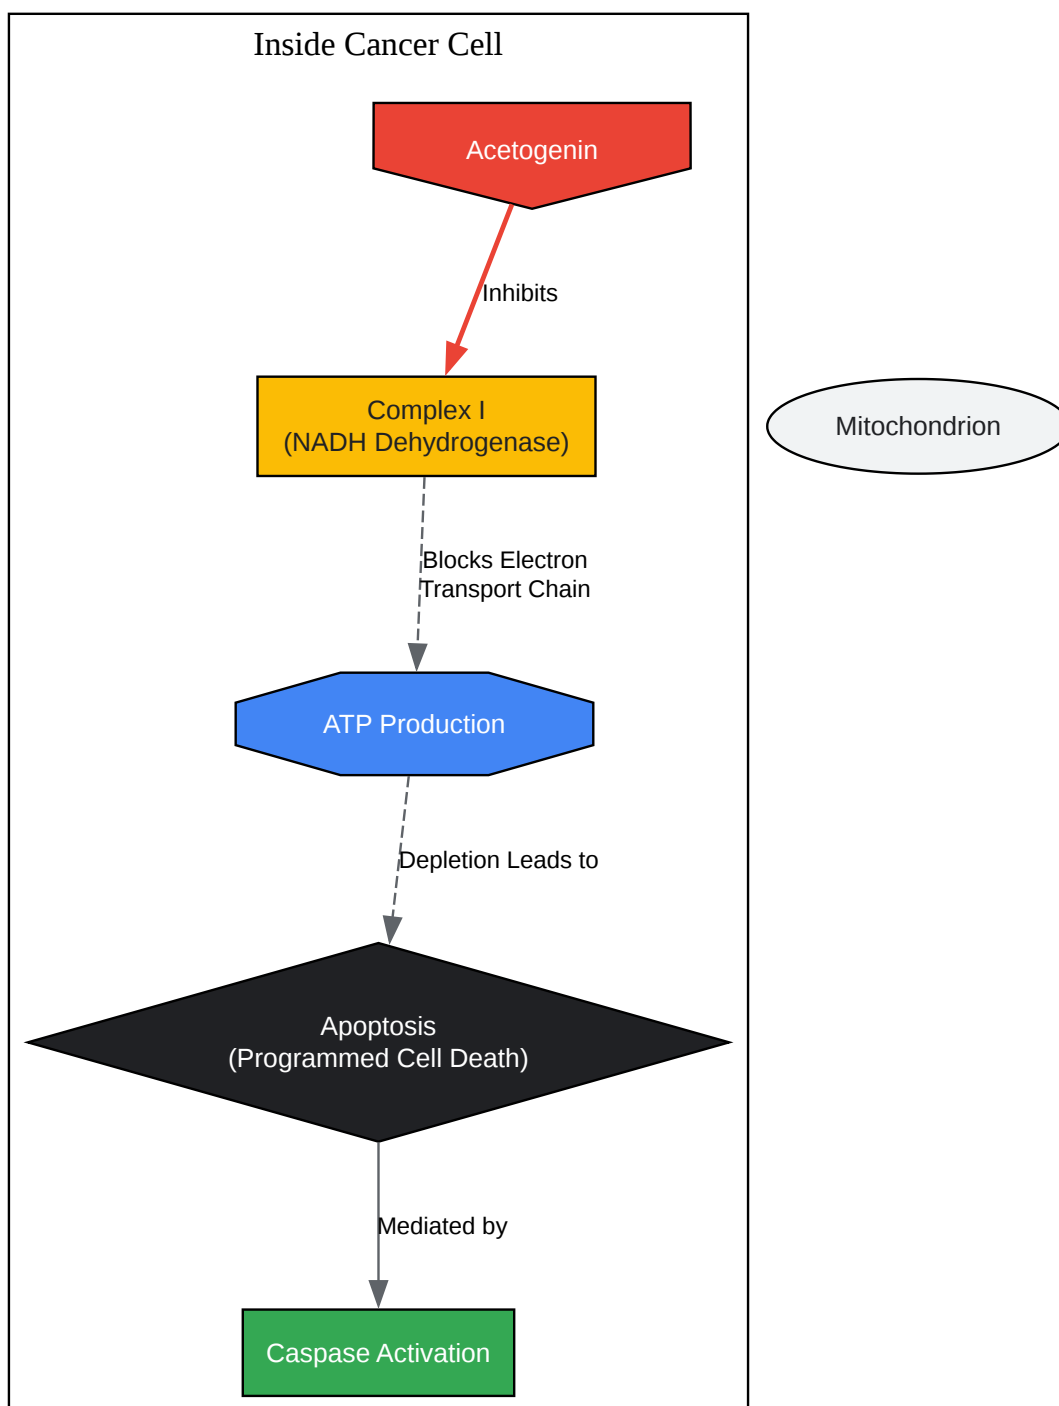 Inside Cancer Cell
Acetogenin
Inhibits
Complex I
(NADH Dehydrogenase)
Mitochondrion
Blocks Electron
Transport Chain
ATP Production
Depletion Leads to
Apoptosis
(Programmed Cell Death)
Mediated by
Caspase Activation